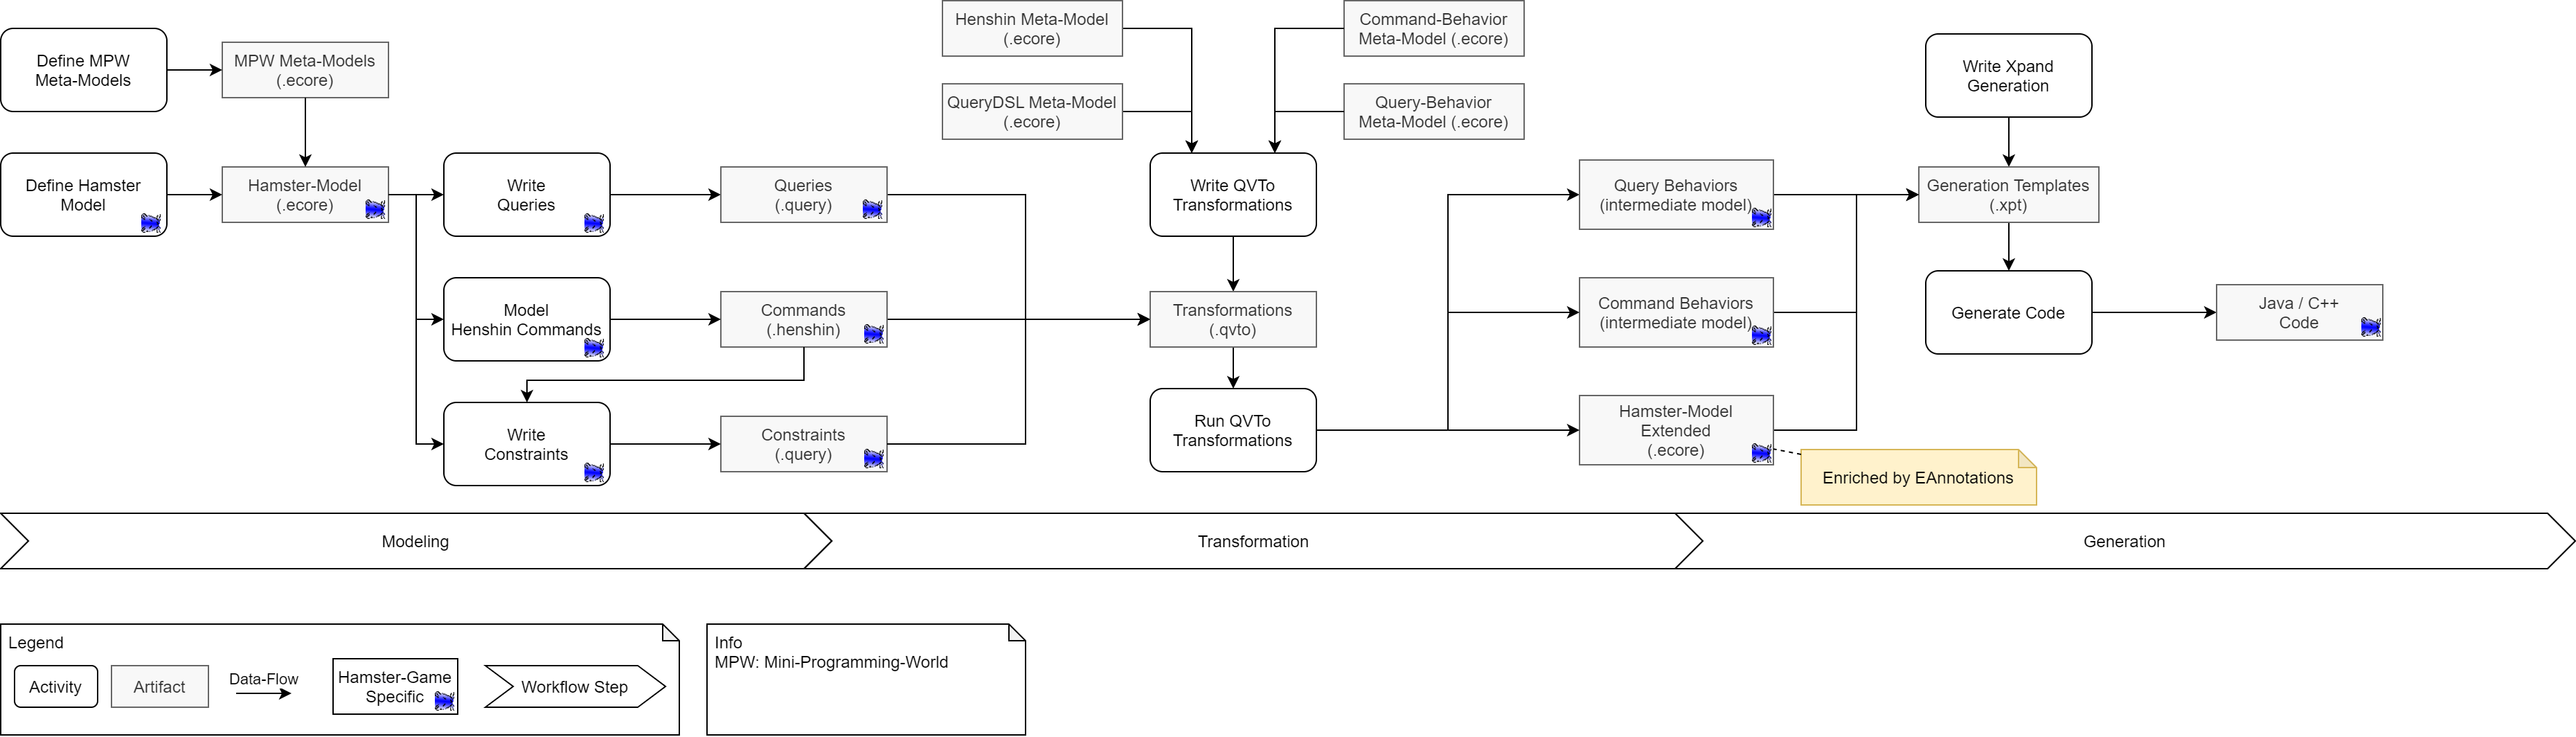 Define MPW
Meta-Models
MPW Meta-Models
(.ecore)
Define Hamster
Model
Hamster-Model
(.ecore)
Write
Queries
Queries
(.query)
Model
Henshin Commands
Commands
(.henshin)
Write
Constraints
Constraints
(.query)
Henshin Meta-Model
(.ecore)
QueryDSL Meta-Model
(.ecore)
Command-Behavior
Meta-Model (.ecore)
Query-Behavior
Meta-Model (.ecore)
Write QVTo
Transformations
Transformations
(.qvto)
Run QVTo
Transformations
Query Behaviors
(intermediate model)
Command Behaviors
(intermediate model)
Hamster-Model
Extended
(.ecore)
Enriched by EAnnotations
Write Xpand
Generation
Generation Templates
(.xpt)
Generate Code
Java / C++
Code
Modeling
Transformation
Generation
Legend
Activity
Artifact
Data-Flow
Hamster-Game
Specific
Workflow Step
Info
MPW: Mini-Programming-World